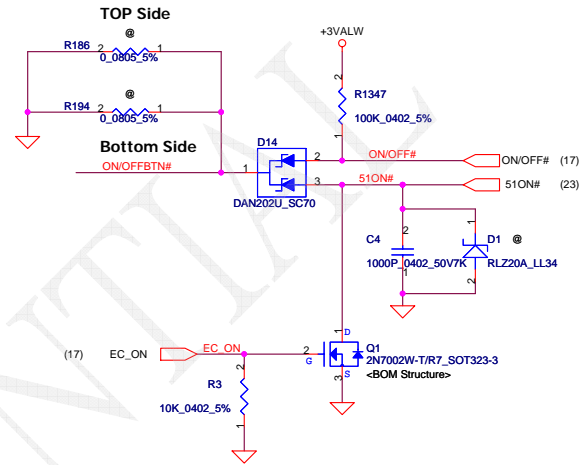 TOP Side
@
R186 2 1
0_0805_5%
@
R194 2 1
0_0805_5%
Bottom Side
ON/OFFBTN#
+3VALW
2
R1347
100K_0402_5%
1
D14
1 2 3
DAN202U_SC70
ON/OFF#
ON/OFF# (17)
51ON#
51ON# (23)
2
C4
1000P_0402_50V7K
1
1
D1 @
RLZ20A_LL34
2
(17) EC_ON
EC_ON
2
R3
10K_0402_5%
1
1 D
2 G
3 S
Q1
2N7002W-T/R7_SOT323-3
<BOM Structure>
NTIAL